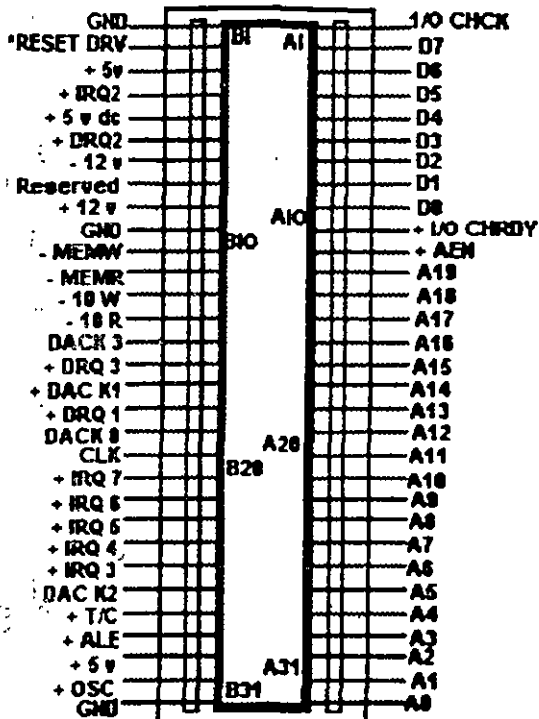 GND B1 A1 I/O CHCK
*RESET DRV D7
+ 5v D6
+ IRQ2 D5
+ 5 v dc D4
+ DRQ2 D3
- 12 v D2
Reserved D1
+ 12 v D0
GND B10 A10 + I/O CHRDY
- MEMW + AEN
- MEMR A19
- 10 W A18
- 10 R A17
DACK 3 A16
+ DRQ 3 A15
+ DAC K1 A14
+ DRQ 1 A13
DACK 0 A12
CLK B20 A20 A11
+ IRQ 7 A10
+ IRQ 6 A9
+ IRQ 5 A8
+ IRQ 4 A7
+ IRQ 3 A6
DAC K2 A5
+ T/C A4
+ ALE A3
+ 5 v A2
+ OSC B31 A31 A1
GND A0